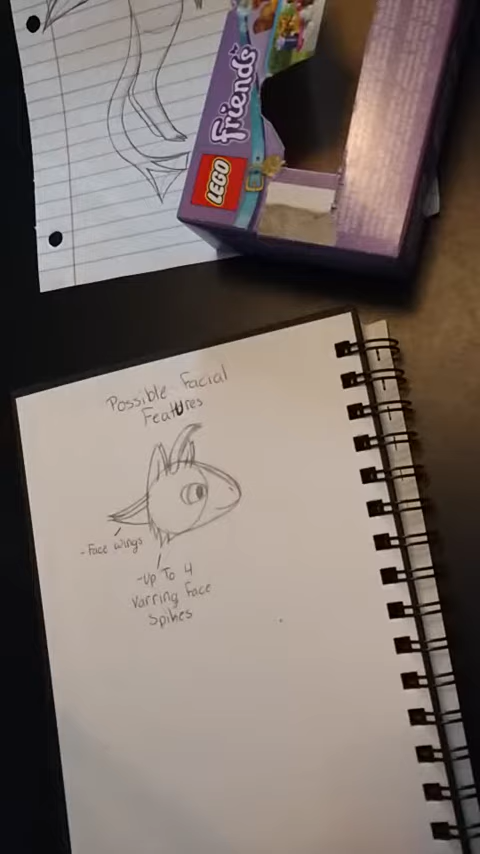 Friends
LEGO
Possible Facial
Features
-Face wings
-Up To 4
Varring Face
Spikes